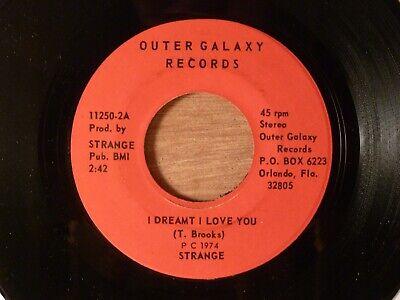 OUTER GALAXY
RECORDS
11250-2A
Prod. by
STRANGE
Pub. BMI
2:42
45 rpm
Stereo
Outer Galaxy
Records
P.O. BOX 6223
Orlando, Fla.
32805
I DREAMT I LOVE YOU
(T. Brooks)
P C 1974
STRANGE